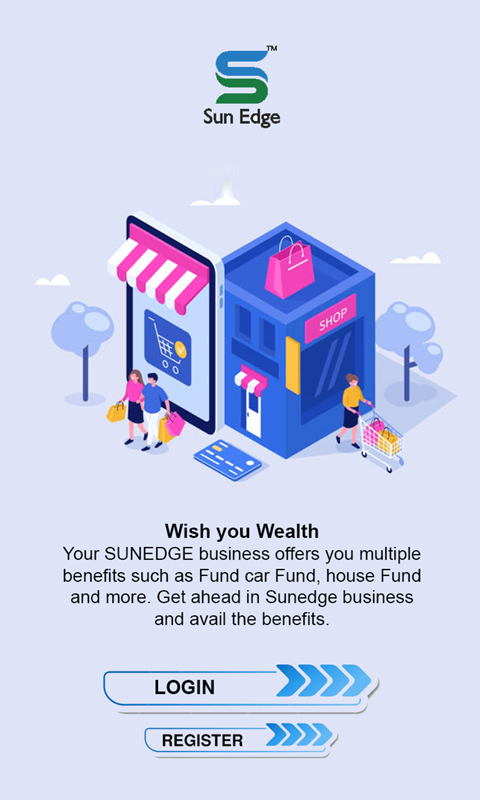 TM
Sun Edge
SHOP
Wish you Wealth
Your SUNEDGE business offers you multiple
benefits such as Fund car Fund, house Fund
and more. Get ahead in Sunedge business
and avail the benefits.
LOGIN
REGISTER